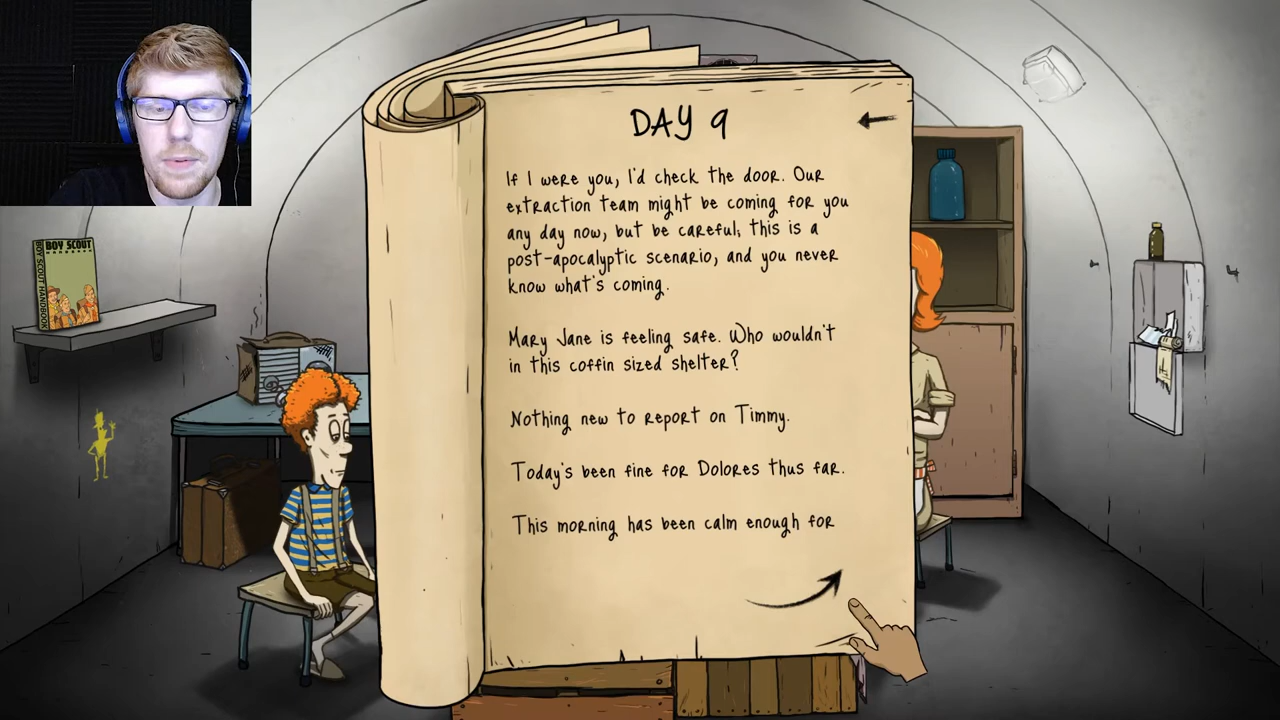 DAY 9
If I were you, I'd check the door. Our
extraction team might be coming for you
any day now, but be careful; this is a
post-apocalyptic scenario, and you never
know what's coming.
Mary Jane is feeling safe. Who wouldn't
in this coffin sized shelter?
Nothing new to report on Timmy.
Today's been fine for Dolores thus far.
This morning has been calm enough for
BOY SCOUT
BOY SCOUT HANDBOOK